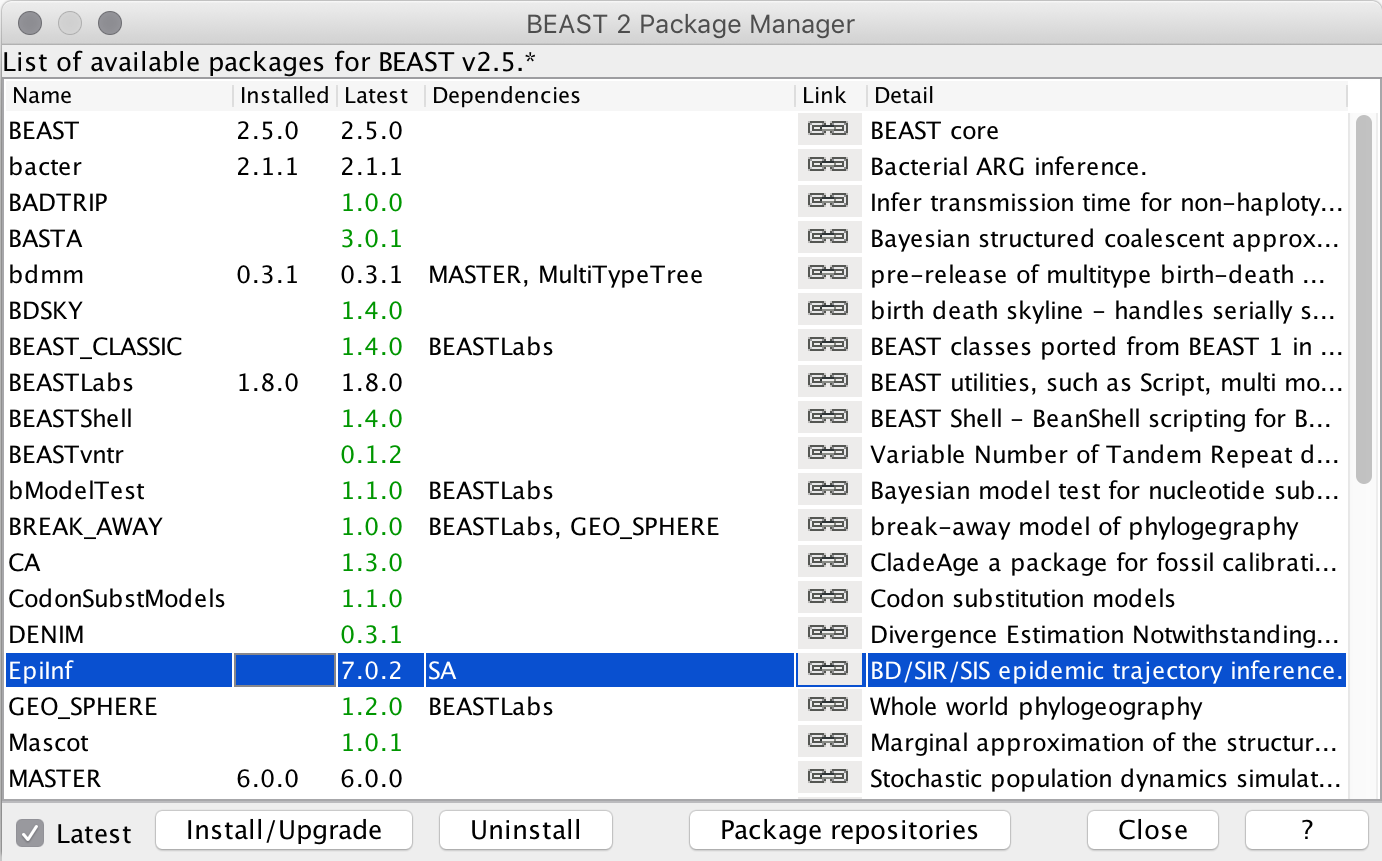 BEAST 2 Package Manager
List of available packages for BEAST v2.5.*
Name Installed Latest Dependencies Link Detail
BEAST 2.5.0 2.5.0 BEAST core
bacter 2.1.1 2.1.1 Bacterial ARG inference.
BADTRIP 1.0.0 Infer transmission time for non-haploty...
BASTA 3.0.1 Bayesian structured coalescent approx...
bdmm 0.3.1 0.3.1 MASTER, MultiTypeTree pre-release of multitype birth-death ...
BDSKY 1.4.0 birth death skyline - handles serially s...
BEAST_CLASSIC 1.4.0 BEASTLabs BEAST classes ported from BEAST 1 in ...
BEASTLabs 1.8.0 1.8.0 BEAST utilities, such as Script, multi mo...
BEASTShell 1.4.0 BEAST Shell - BeanShell scripting for B...
BEASTvntr 0.1.2 Variable Number of Tandem Repeat d...
bModelTest 1.1.0 BEASTLabs Bayesian model test for nucleotide sub...
BREAK_AWAY 1.0.0 BEASTLabs, GEO_SPHERE break-away model of phylogegraphy
CA 1.3.0 CladeAge a package for fossil calibrati...
CodonSubstModels 1.1.0 Codon substitution models
DENIM 0.3.1 Divergence Estimation Notwithstanding...
EpiInf 7.0.2 SA BD/SIR/SIS epidemic trajectory inference.
GEO_SPHERE 1.2.0 BEASTLabs Whole world phylogeography
Mascot 1.0.1 Marginal approximation of the structur...
MASTER 6.0.0 6.0.0 Stochastic population dynamics simulat...
Latest Install/Upgrade Uninstall Package repositories Close ?